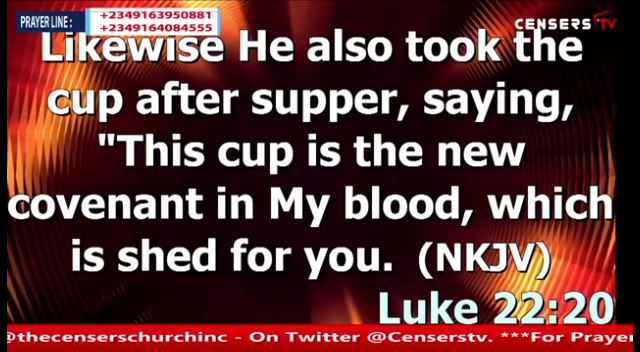 PRAYER LINE :
+2349163950881
+2349164084555
CENSERS TV
Likewise He also took the
cup after supper, saying,
"This cup is the new
covenant in My blood, which
is shed for you. (NKJV)
Luke 22:20
@thecenserschurchinc - On Twitter @Censerstv. ***For Prayer